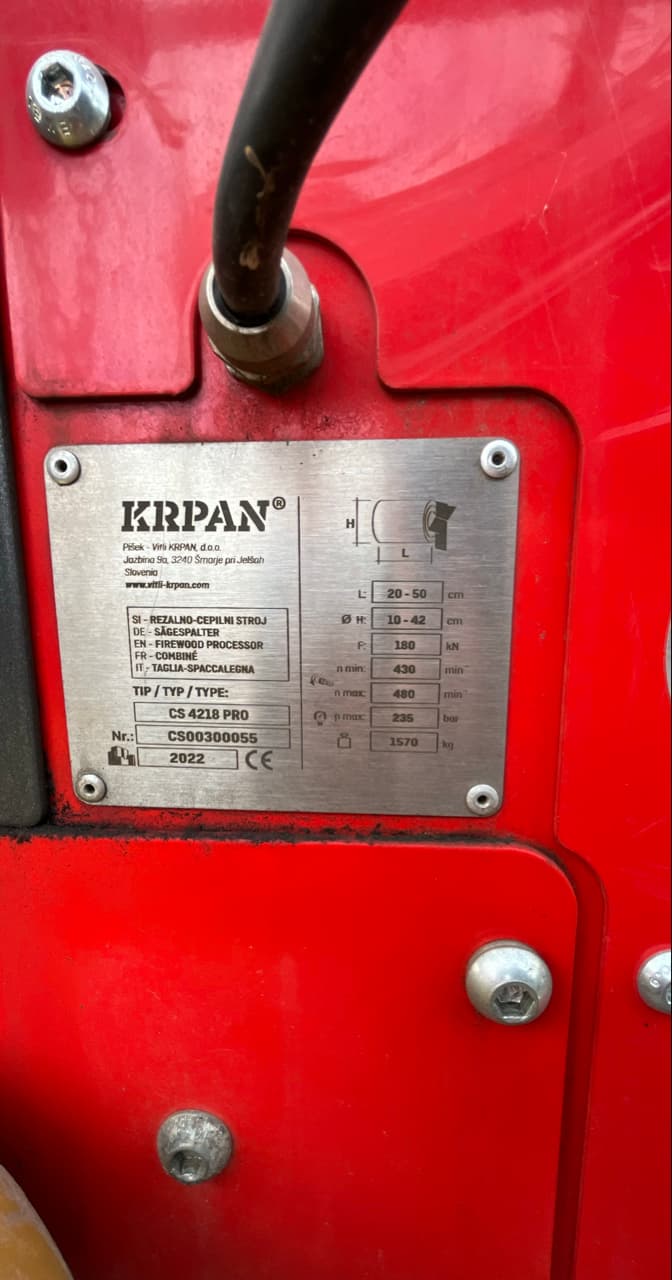 KRPAN®
Pišek - Vitli KRPAN, d.o.o.
Jazbina 9a, 3240 Šmarje pri Jelšah
Slovenia
www.vitli-krpan.com
SI - REZALNO-CEPILNI STROJ
DE - SÄGESPALTER
EN - FIREWOOD PROCESSOR
FR - COMBINÉ
IT - TAGLIA-SPACCALEGNA
TIP / TYP / TYPE:
CS 4218 PRO
Nr.: CS00300055
2022 CE
H
L
L: 20 - 50 cm
Ø H: 10 - 42 cm
F: 180 kN
n min: 430 min⁻
n max: 480 min⁻
p max: 235 bar
1570 kg